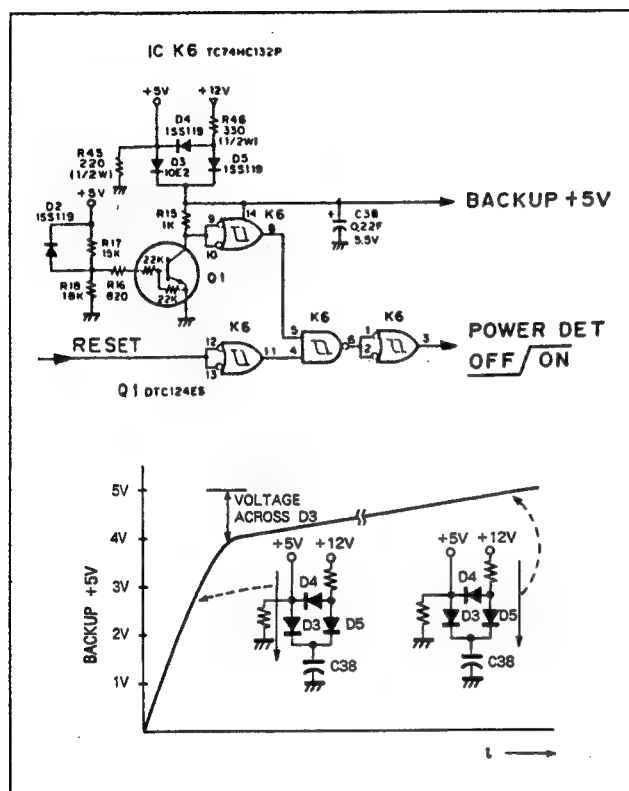 IC K6 TC74HC132P
+5V +12V
D4
1SS119
R46
330
(1/2W)
R45
220
(1/2W)
D3
10E2
D5
1SS119
+5V
D2
1SS119
R15
1K
9
10
14
K6
8
+
C38
0.22F
5.5V
BACKUP +5V
R17
15K
22K
Q1
R18
18K
R16
820
22K
K6
K6
K6
RESET
12
13
11
5
4
6
1
2
3
POWER DET
OFF ON
Q1 DTC124ES
5V
VOLTAGE
ACROSS D3
4V
+5V +12V
+5V +12V
3V
D4
D4
BACKUP +5V
D3 D5
D3 D5
2V
C38
C38
1V
t